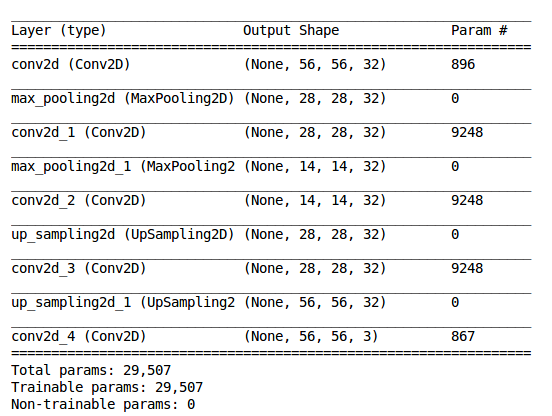 Layer (type) Output Shape Param #
conv2d (Conv2D) (None, 56, 56, 32) 896
max_pooling2d (MaxPooling2D) (None, 28, 28, 32) 0
conv2d_1 (Conv2D) (None, 28, 28, 32) 9248
max_pooling2d_1 (MaxPooling2 (None, 14, 14, 32) 0
conv2d_2 (Conv2D) (None, 14, 14, 32) 9248
up_sampling2d (UpSampling2D) (None, 28, 28, 32) 0
conv2d_3 (Conv2D) (None, 28, 28, 32) 9248
up_sampling2d_1 (UpSampling2 (None, 56, 56, 32) 0
conv2d_4 (Conv2D) (None, 56, 56, 3) 867
Total params: 29,507
Trainable params: 29,507
Non-trainable params: 0